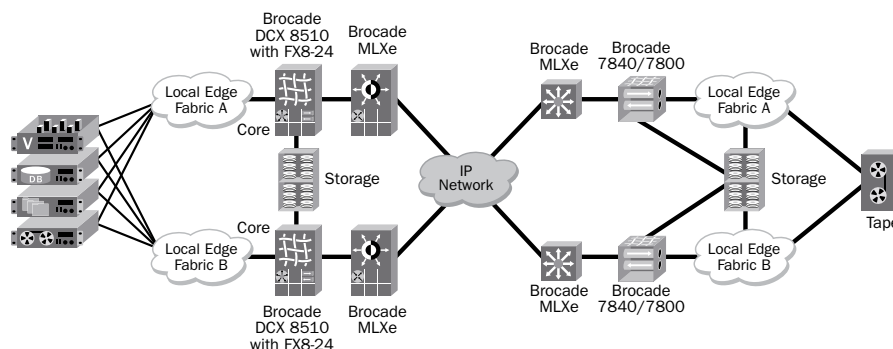 Brocade
DCX 8510
with FX8-24
Brocade
MLXe
Brocade
MLXe
Brocade
7840/7800
Local Edge
Fabric A
Core
Local Edge
Fabric A
V
DB
Storage
IP
Network
Storage
Tape
Core
Local Edge
Fabric B
Local Edge
Fabric B
Brocade
DCX 8510
with FX8-24
Brocade
MLXe
Brocade
MLXe
Brocade
7840/7800